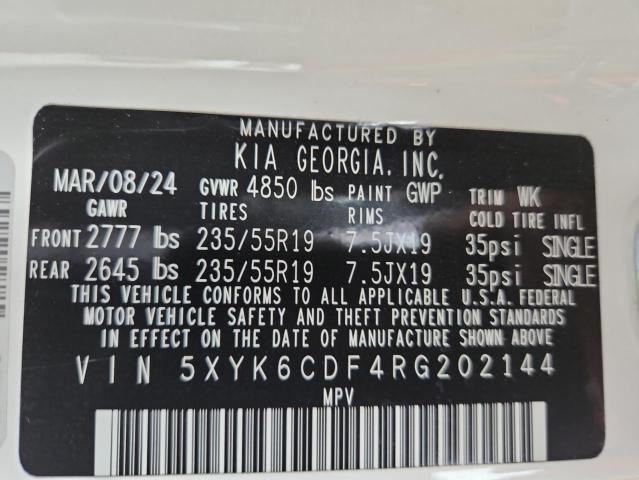 MANUFACTURED BY
KIA GEORGIA, INC.
MAR/08/24 GVWR 4850 lbs PAINT GWP TRIM WK
GAWR TIRES RIMS COLD TIRE INFL
FRONT 2777 lbs 235/55R19 7.5JX19 35psi SINGLE
REAR 2645 lbs 235/55R19 7.5JX19 35psi SINGLE
THIS VEHICLE CONFORMS TO ALL APPLICABLE U.S.A. FEDERAL
MOTOR VEHICLE SAFETY AND THEFT PREVENTION STANDARDS
IN EFFECT ON THE DATE OF MANUFACTURE SHOWN ABOVE
VIN 5XYK6CDF4RG202144
MPV